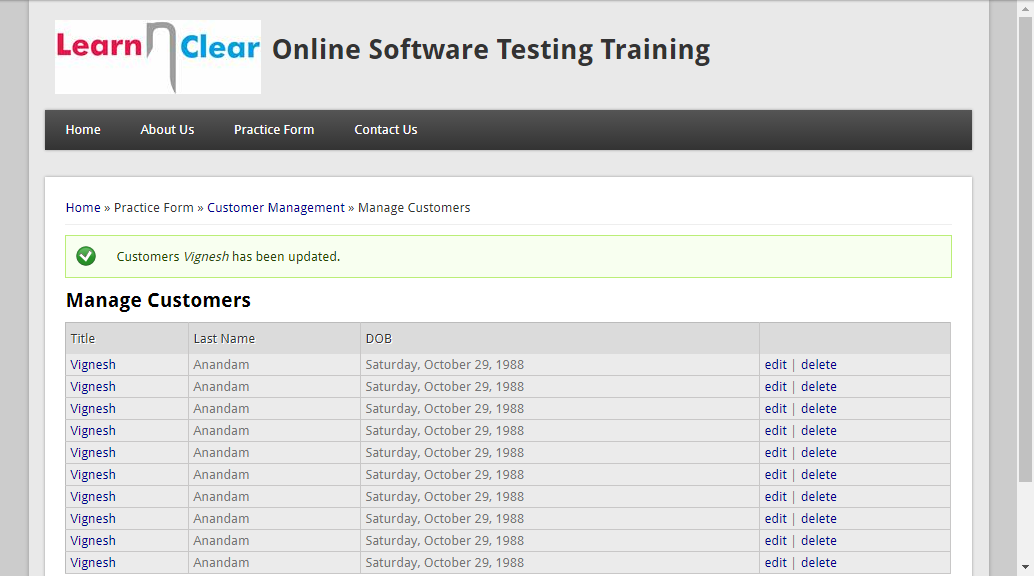 Learn n Clear Online Software Testing Training
Home About Us Practice Form Contact Us
Home » Practice Form » Customer Management » Manage Customers
Customers Vignesh has been updated.
Manage Customers
Title Last Name DOB
Vignesh Anandam Saturday, October 29, 1988 edit | delete
Vignesh Anandam Saturday, October 29, 1988 edit | delete
Vignesh Anandam Saturday, October 29, 1988 edit | delete
Vignesh Anandam Saturday, October 29, 1988 edit | delete
Vignesh Anandam Saturday, October 29, 1988 edit | delete
Vignesh Anandam Saturday, October 29, 1988 edit | delete
Vignesh Anandam Saturday, October 29, 1988 edit | delete
Vignesh Anandam Saturday, October 29, 1988 edit | delete
Vignesh Anandam Saturday, October 29, 1988 edit | delete
Vignesh Anandam Saturday, October 29, 1988 edit | delete